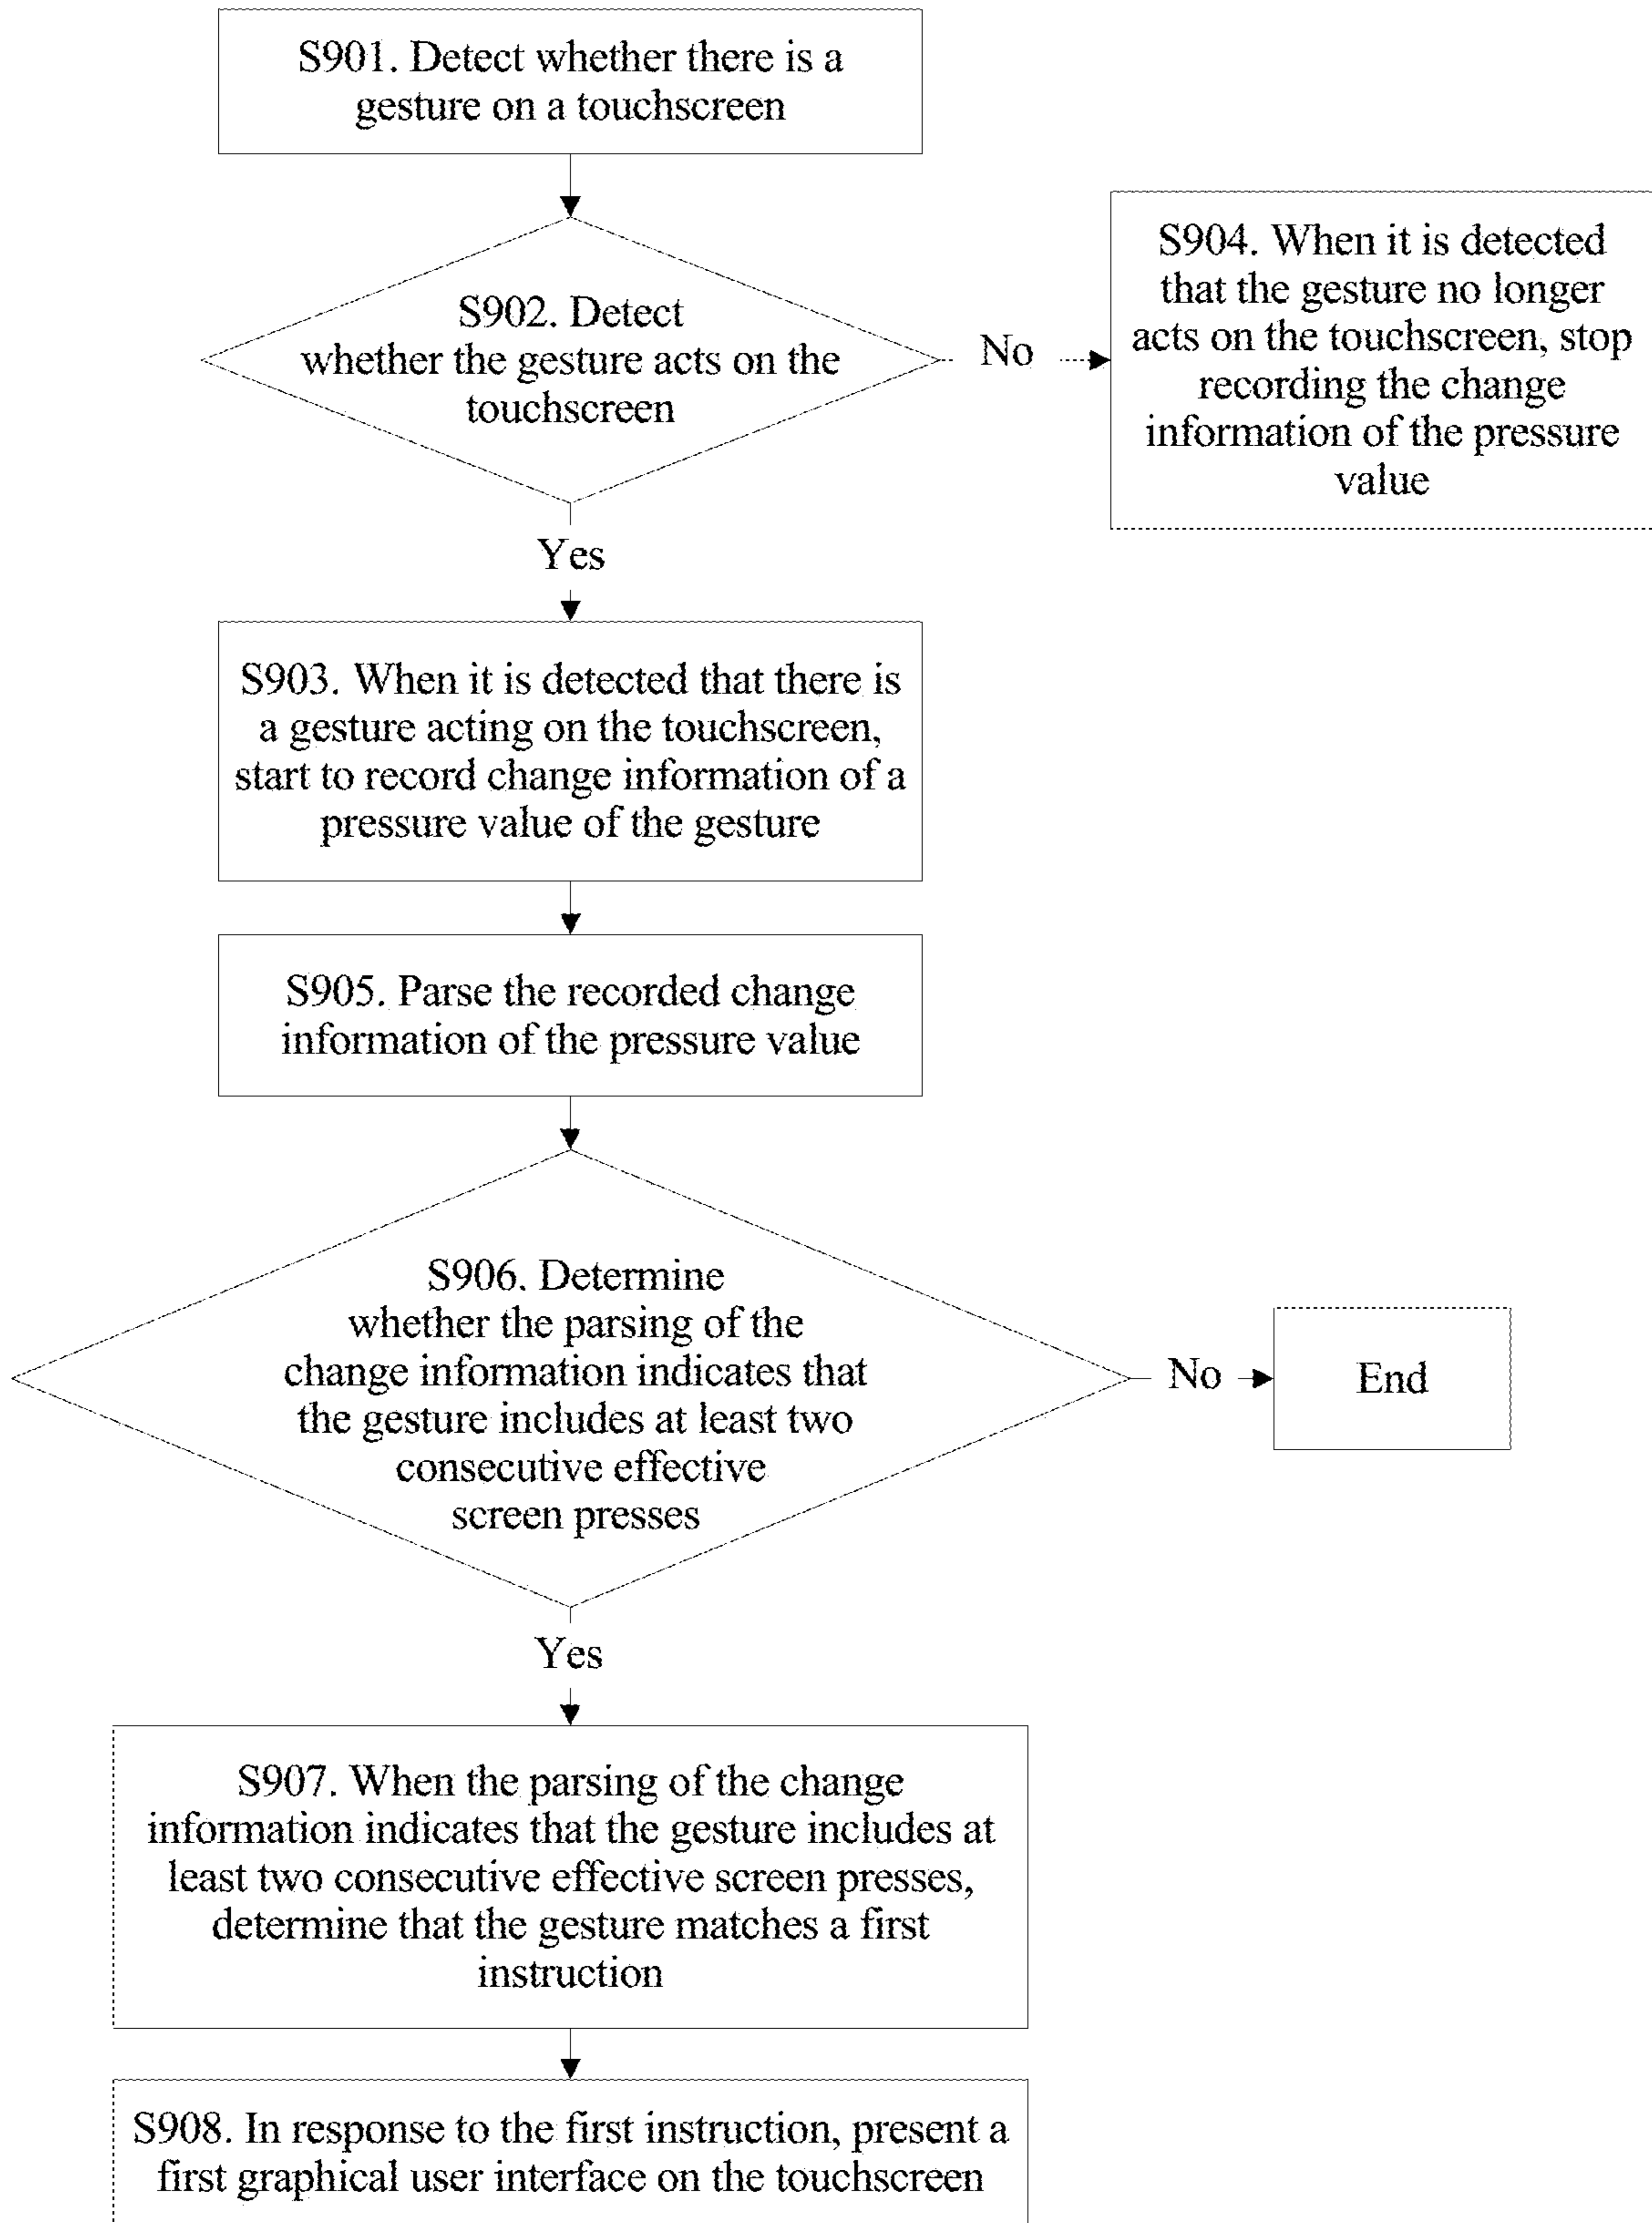 S901. Detect whether there is a
gesture on a touchscreen
S902. Detect
whether the gesture acts on the
touchscreen
No
S904. When it is detected
that the gesture no longer
acts on the touchscreen, stop
recording the change
information of the pressure
value
Yes
S903. When it is detected that there is
a gesture acting on the touchscreen,
start to record change information of a
pressure value of the gesture
S905. Parse the recorded change
information of the pressure value
S906. Determine
whether the parsing of the
change information indicates that
the gesture includes at least two
consecutive effective
screen presses
No
End
Yes
S907. When the parsing of the change
information indicates that the gesture includes at
least two consecutive effective screen presses,
determine that the gesture matches a first
instruction
S908. In response to the first instruction, present a
first graphical user interface on the touchscreen